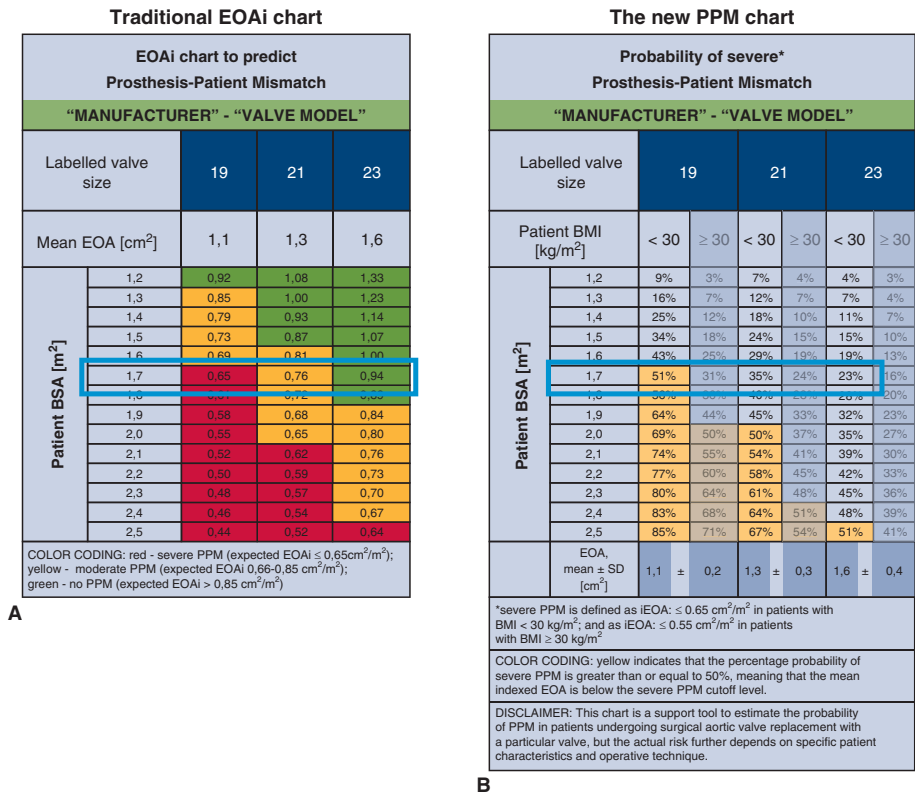 Traditional EOAi chart
EOAi chart to predict
Prosthesis-Patient Mismatch
“MANUFACTURER” - “VALVE MODEL”
Labelled valve size 19 21 23
Mean EOA [cm²] 1,1 1,3 1,6
Patient BSA [m²]
1,2 0,92 1,08 1,33
1,3 0,85 1,00 1,23
1,4 0,79 0,93 1,14
1,5 0,73 0,87 1,07
1,6 0,69 0,81 1,00
1,7 0,65 0,76 0,94
1,8 0,61 0,72 0,89
1,9 0,58 0,68 0,84
2,0 0,55 0,65 0,80
2,1 0,52 0,62 0,76
2,2 0,50 0,59 0,73
2,3 0,48 0,57 0,70
2,4 0,46 0,54 0,67
2,5 0,44 0,52 0,64
COLOR CODING: red - severe PPM (expected EOAi ≤ 0,65cm²/m²);
yellow - moderate PPM (expected EOAi 0,66-0,85 cm²/m²);
green - no PPM (expected EOAi > 0,85 cm²/m²)
A
The new PPM chart
Probability of severe*
Prosthesis-Patient Mismatch
“MANUFACTURER” - “VALVE MODEL”
Labelled valve size 19 21 23
Patient BMI [kg/m²] < 30 ≥ 30 < 30 ≥ 30 < 30 ≥ 30
Patient BSA [m²]
1,2 9% 3% 7% 4% 4% 3%
1,3 16% 7% 12% 7% 7% 4%
1,4 25% 12% 18% 10% 11% 7%
1,5 34% 18% 24% 15% 15% 10%
1,6 43% 25% 29% 19% 19% 13%
1,7 51% 31% 35% 24% 23% 16%
1,8 40% 28% 28% 20%
1,9 64% 44% 45% 33% 32% 23%
2,0 69% 50% 50% 37% 35% 27%
2,1 74% 55% 54% 41% 39% 30%
2,2 77% 60% 58% 45% 42% 33%
2,3 80% 64% 61% 48% 45% 36%
2,4 83% 68% 64% 51% 48% 39%
2,5 85% 71% 67% 54% 51% 41%
EOA, mean ± SD [cm²] 1,1 ± 0,2 1,3 ± 0,3 1,6 ± 0,4
*severe PPM is defined as iEOA: ≤ 0.65 cm²/m² in patients with
BMI < 30 kg/m²; and as iEOA: ≤ 0.55 cm²/m² in patients
with BMI ≥ 30 kg/m²
COLOR CODING: yellow indicates that the percentage probability of
severe PPM is greater than or equal to 50%, meaning that the mean
indexed EOA is below the severe PPM cutoff level.
DISCLAIMER: This chart is a support tool to estimate the probability
of PPM in patients undergoing surgical aortic valve replacement with
a particular valve, but the actual risk further depends on specific patient
characteristics and operative technique.
B